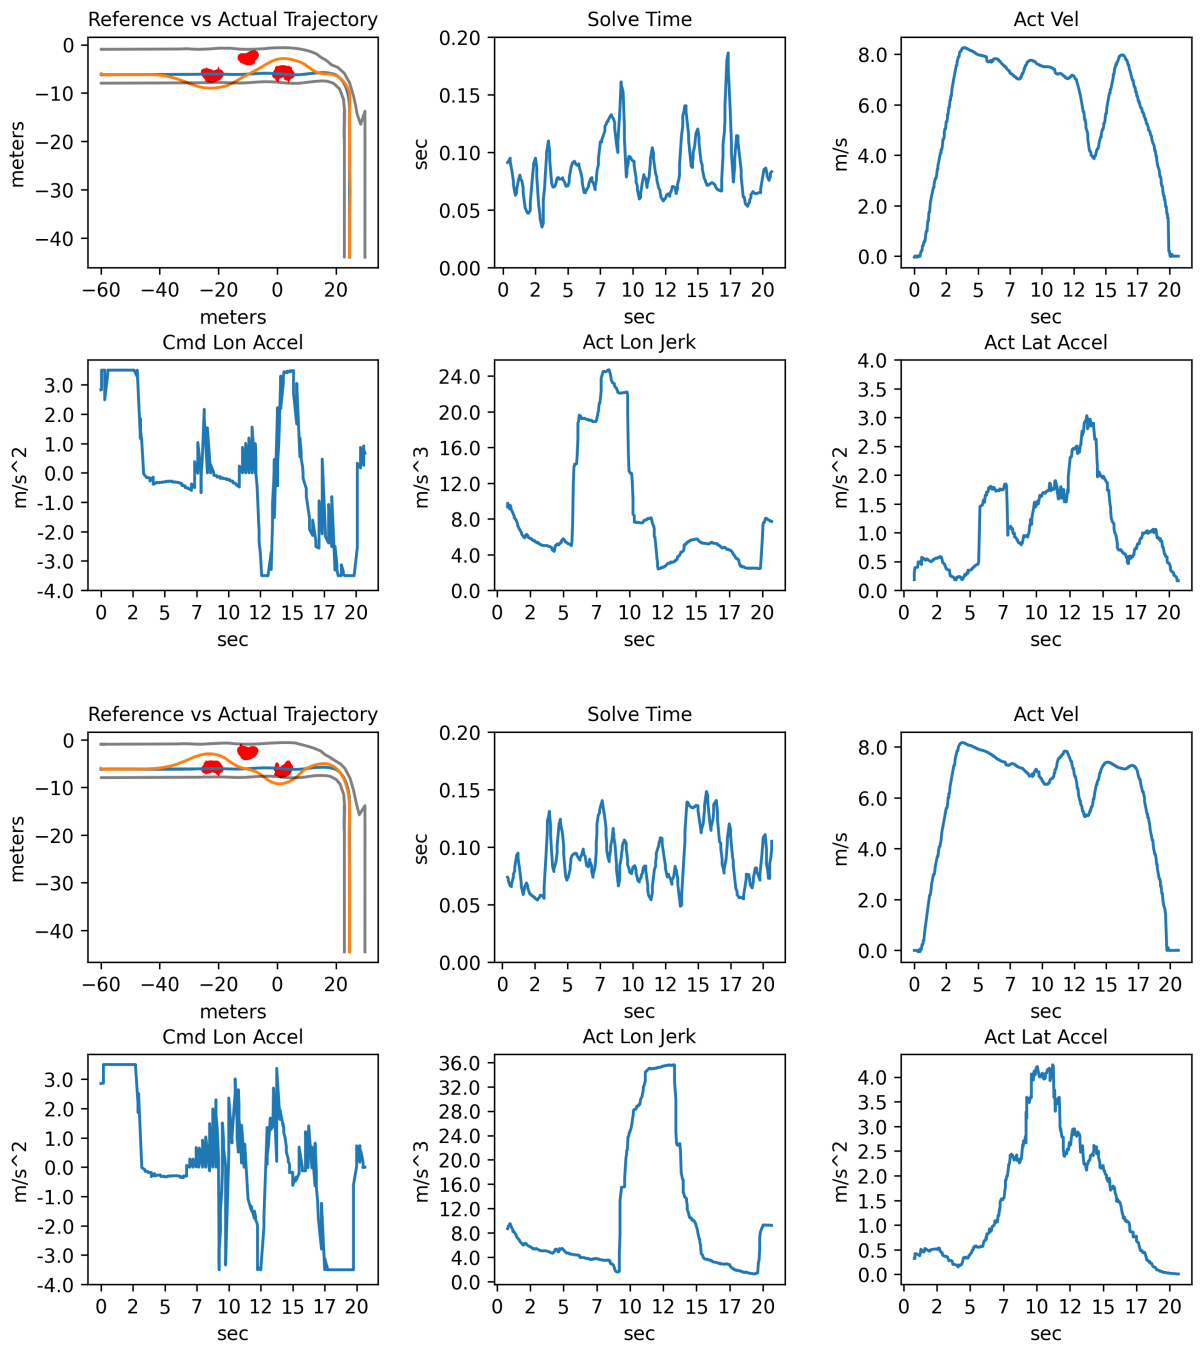 Reference vs Actual Trajectory
Solve Time
Act Vel
0
−10
−20
−30
−40
meters
−60 −40 −20 0 20
meters
0.20
0.15
0.10
0.05
0.00
sec
0 2 5 7 10 12 15 17 20
sec
8.0
6.0
4.0
2.0
0.0
m/s
0 2 5 7 10 12 15 17 20
sec
Cmd Lon Accel
Act Lon Jerk
Act Lat Accel
3.0
2.0
1.0
0.0
-1.0
-2.0
-3.0
-4.0
m/s^2
0 2 5 7 10 12 15 17 20
sec
24.0
20.0
16.0
12.0
8.0
4.0
0.0
m/s^3
0 2 5 7 10 12 15 17 20
sec
4.0
3.5
3.0
2.5
2.0
1.5
1.0
0.5
0.0
m/s^2
0 2 5 7 10 12 15 17 20
sec
Reference vs Actual Trajectory
Solve Time
Act Vel
0
−10
−20
−30
−40
meters
−60 −40 −20 0 20
meters
0.20
0.15
0.10
0.05
0.00
sec
0 2 5 7 10 12 15 17 20
sec
8.0
6.0
4.0
2.0
0.0
m/s
0 2 5 7 10 12 15 17 20
sec
Cmd Lon Accel
Act Lon Jerk
Act Lat Accel
3.0
2.0
1.0
0.0
-1.0
-2.0
-3.0
-4.0
m/s^2
0 2 5 7 10 12 15 17 20
sec
36.0
32.0
28.0
24.0
20.0
16.0
12.0
8.0
4.0
0.0
m/s^3
0 2 5 7 10 12 15 17 20
sec
4.0
3.5
3.0
2.5
2.0
1.5
1.0
0.5
0.0
m/s^2
0 2 5 7 10 12 15 17 20
sec